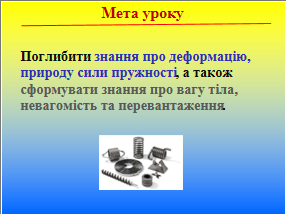 Мета уроку
Поглибити знання про деформацію,
природу сили пружності, а також
сформувати знання про вагу тіла,
невагомість та перевантаження.